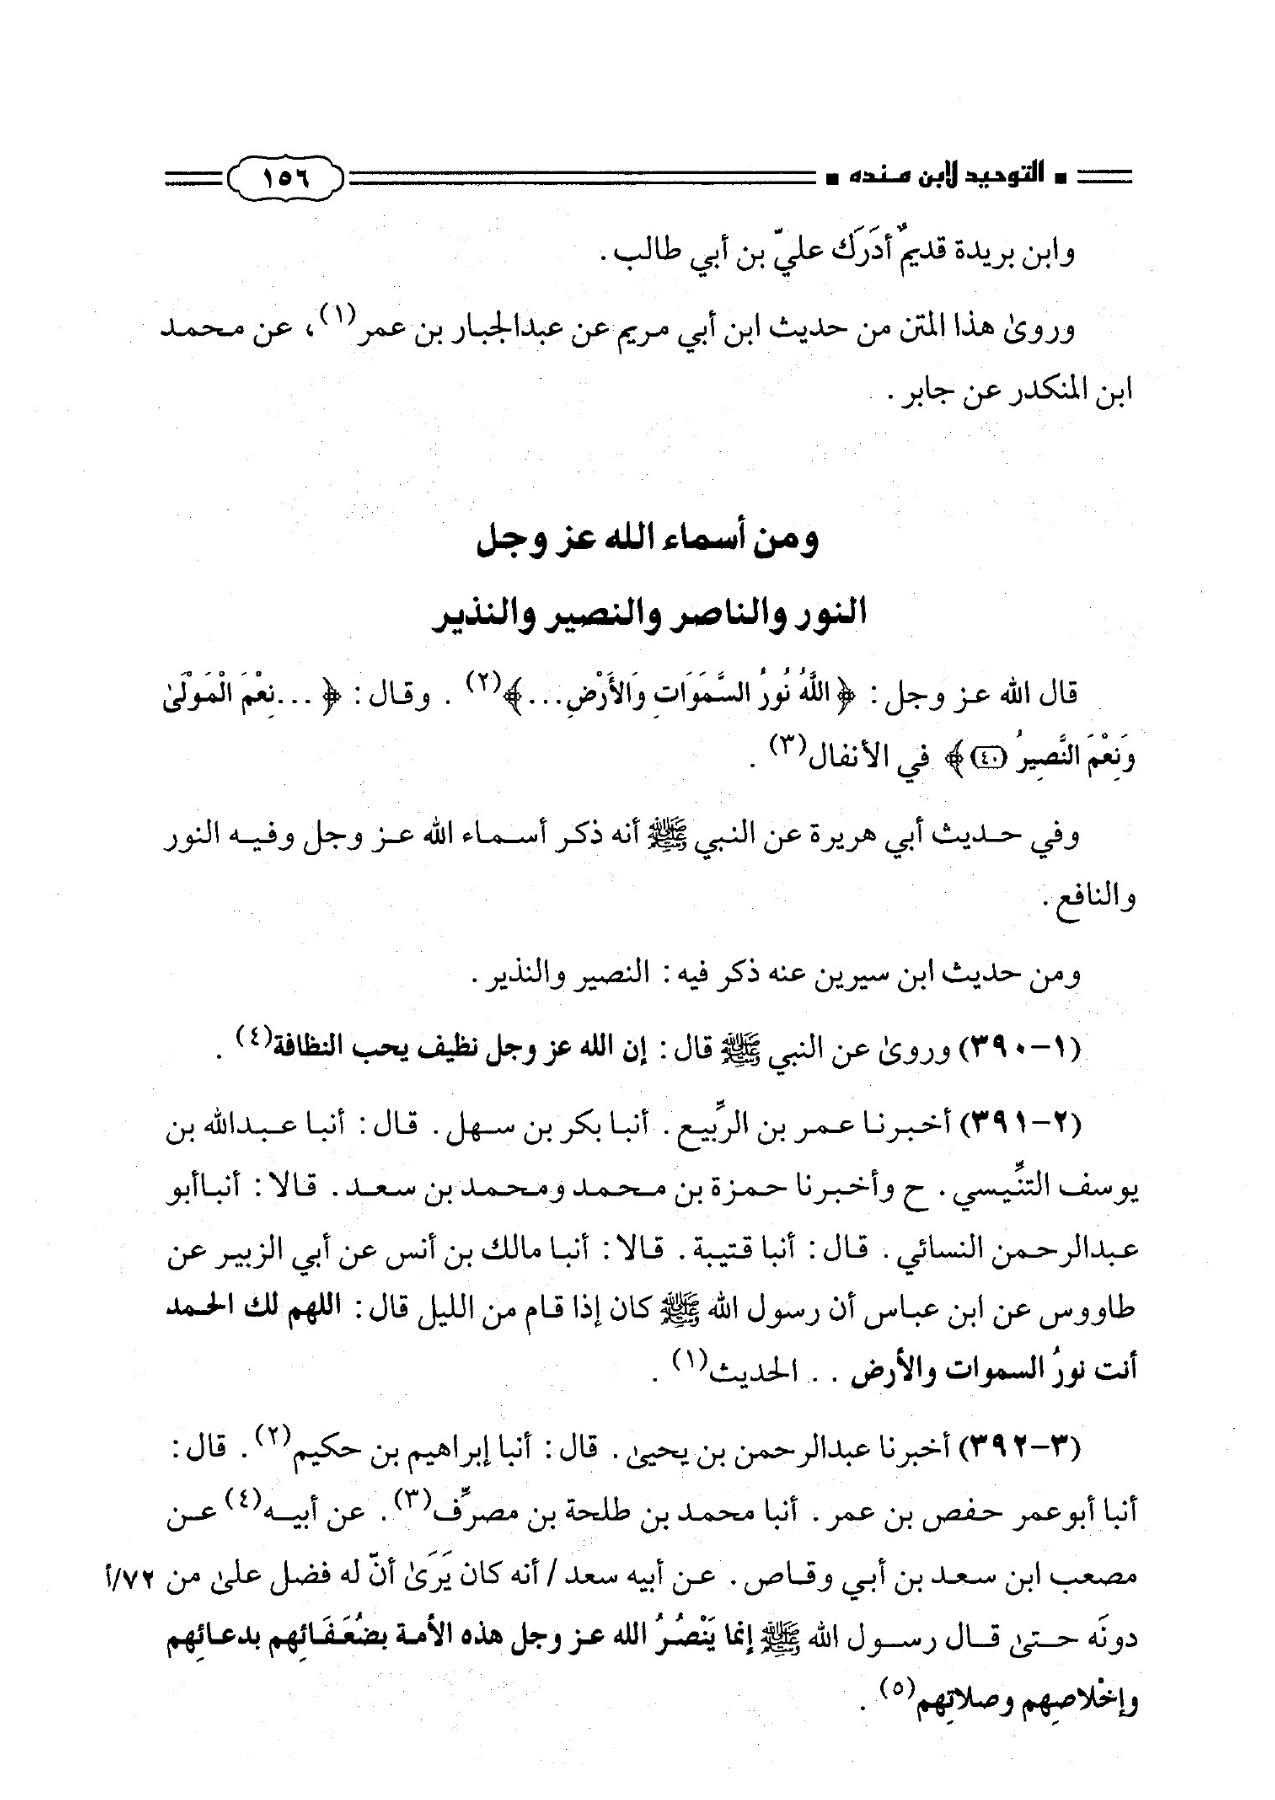 ▪ التوحيد لابن منده ▪ ١٥٦
وابن بريدة قديمٌ أدَرَك عليّ بن أبي طالب .
وروىٰ هذا المتن من حديث ابن أبي مريم عن عبدالجبار بن عمر(١)، عن محمد
ابن المنكدر عن جابر .
ومن أسماء الله عز وجل
النور والناصر والنصير والنذير
قال الله عز وجل : ﴿ اللَّهُ نُورُ السَّمَوَاتِ وَالأَرْضِ...﴾(٢) . وقال : ﴿ ...نِعْمَ الْمَوْلَىٰ
وَنِعْمَ النَّصِيرُ (٤٠)﴾ في الأنفال(٣) .
وفي حديث أبي هريرة عن النبي ﷺ أنه ذكر أسماء الله عز وجل وفيه النور
والنافع .
ومن حديث ابن سيرين عنه ذكر فيه : النصير والنذير .
(١-٣٩٠) وروىٰ عن النبي ﷺ قال : إن الله عز وجل نظيف يحب النظافة(٤) .
(٢-٣٩١) أخبرنا عمر بن الرَّبيع . أنبا بكر بن سهل . قال : أنبا عبدالله بن
يوسف التنِّيسي . ح وأخبرنا حمزة بن محمد ومحمد بن سعد . قالا : أنباأبو
عبدالرحمن النسائي . قال : أنبا قتيبة . قالا : أنبا مالك بن أنس عن أبي الزبير عن
طاووس عن ابن عباس أن رسول الله ﷺ كان إذا قام من الليل قال : اللهم لك الحمد
أنت نورُ السموات والأرض . . الحديث(١) .
(٣-٣٩٢) أخبرنا عبدالرحمن بن يحيىٰ . قال : أنبا إبراهيم بن حكيم(٢) . قال :
أنبا أبوعمر حفص بن عمر . أنبا محمد بن طلحة بن مصرِّف(٣) . عن أبيه(٤) عن
مصعب ابن سعد بن أبي وقاص . عن أبيه سعد / أنه كان يَرَىٰ أنّ له فضل علىٰ من ٧٢/أ
دونَه حتىٰ قال رسول الله ﷺ إنما يَنْصُرُ الله عز وجل هذه الأمة بضُعَفَائِهم بدعائِهم
وإخْلاصِهم وصلاتِهم(٥) .